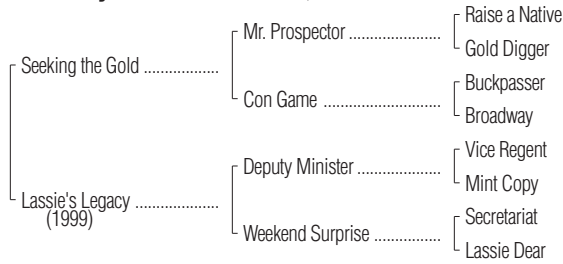 Raise a Native
Mr. Prospector ....................
Gold Digger
Seeking the Gold ..................
Buckpasser
Con Game ..........................
Broadway
Vice Regent
Deputy Minister ..................
Mint Copy
Lassie's Legacy ..................
(1999)
Secretariat
Weekend Surprise ...............
Lassie Dear